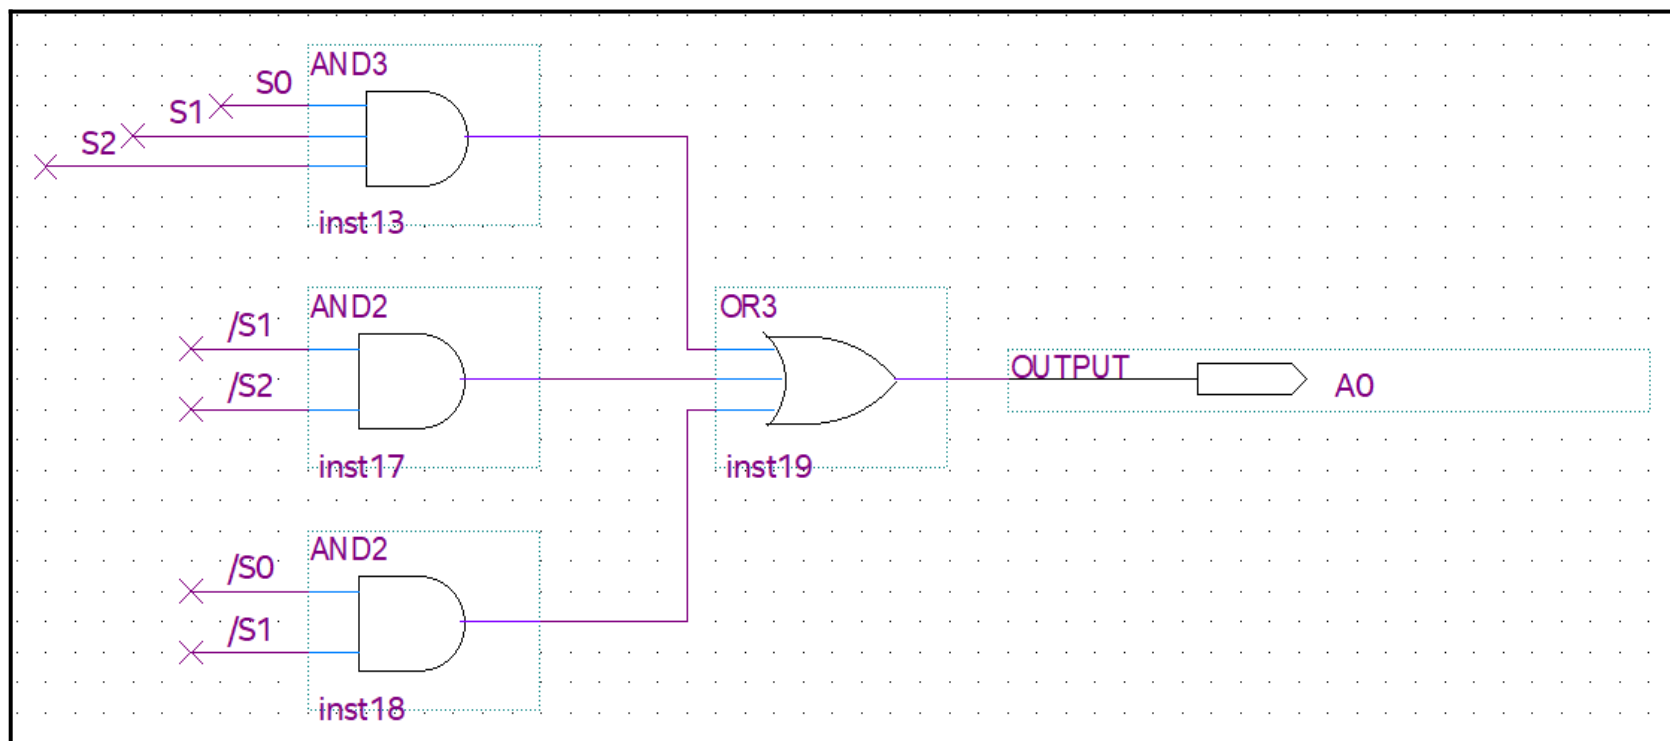 AND3
S0
S1
S2
inst13
AND2
/S1
/S2
inst17
OR3
inst19
OUTPUT
A0
AND2
/S0
/S1
inst18